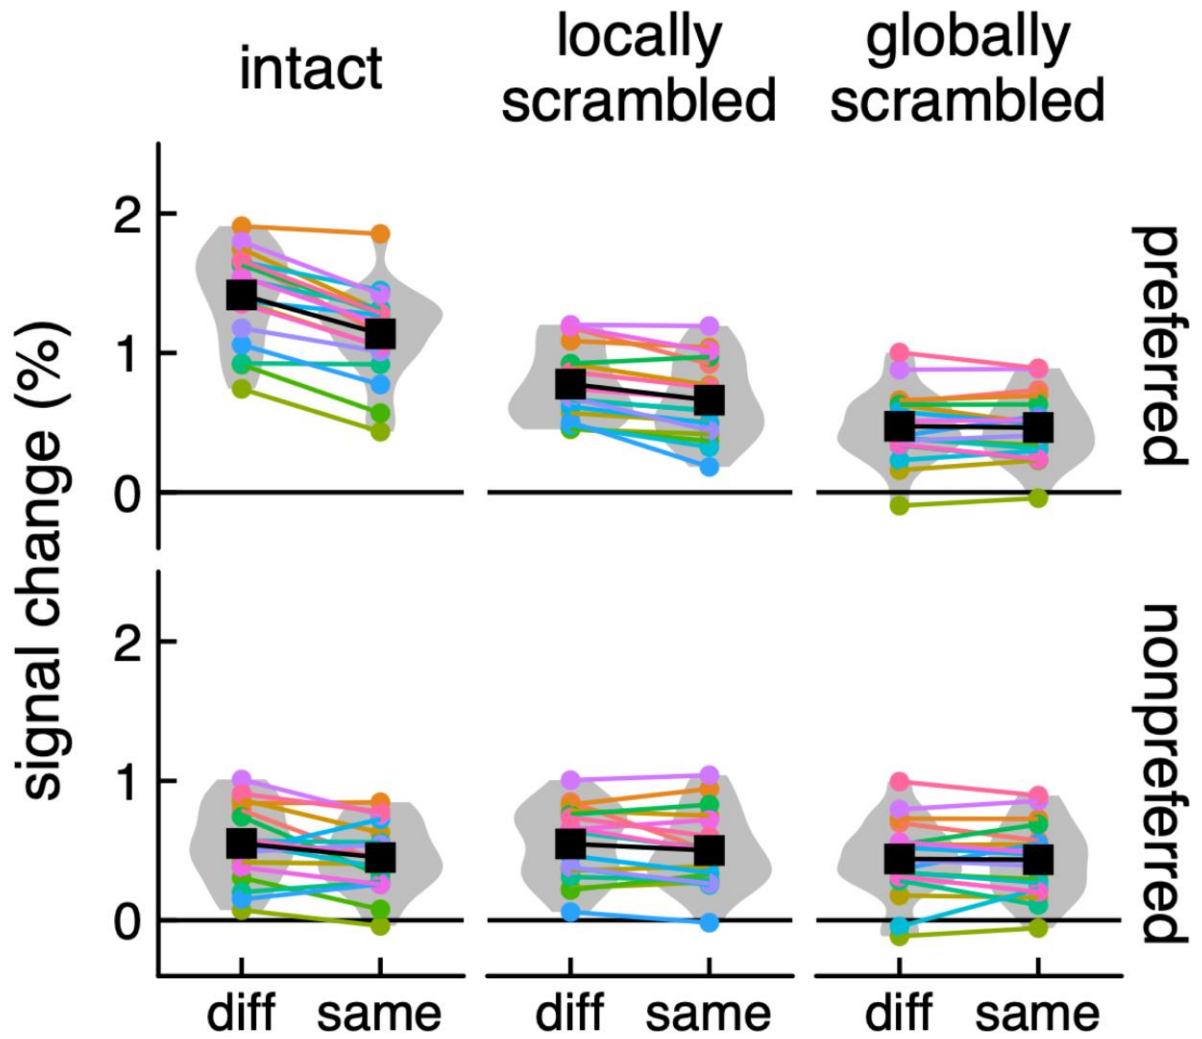 intact
locally
scrambled
globally
scrambled
signal change (%)
2
1
0
preferred
2
1
0
nonpreferred
diff same diff same diff same